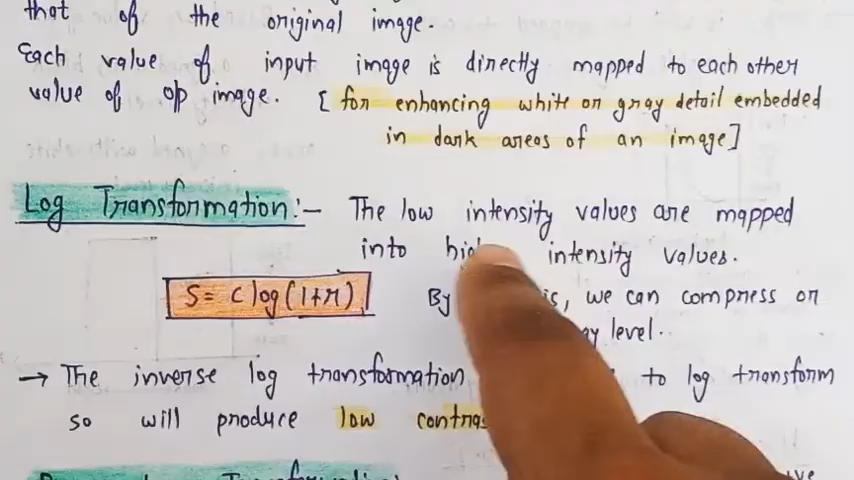 that of the original image.
Each value of input image is directly mapped to each other
value of o/p image. [ for enhancing white or gray detail embedded
in dark areas of an image]
Log Transformation:- The low intensity values are mapped
into intensity values.
S = c log(1+r)
By we can compress or
level.
→ The inverse log transformation to log transform
so will produce low